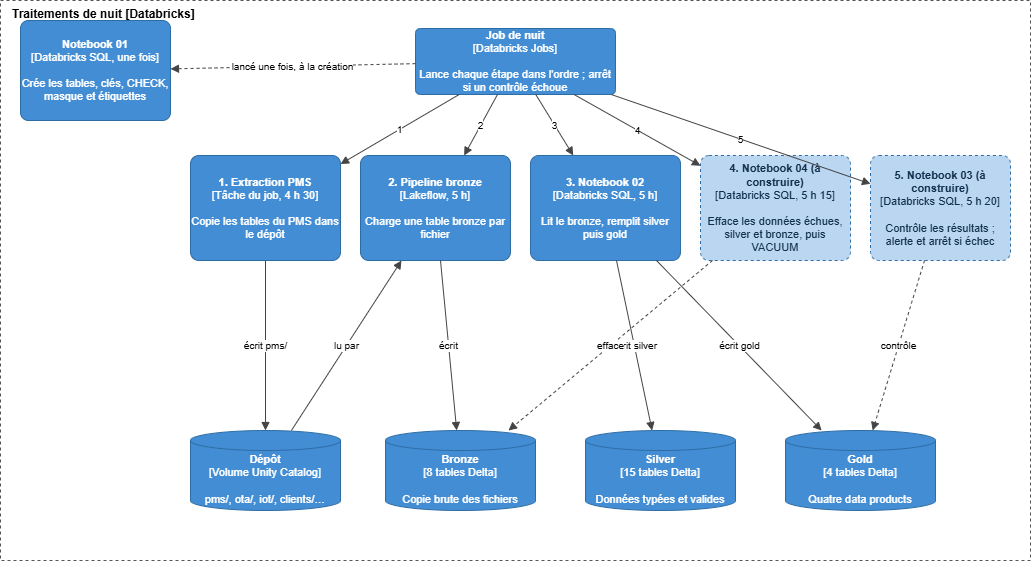 Traitements de nuit [Databricks]
Notebook 01
[Databricks SQL, une fois]
Crée les tables, clés, CHECK,
masque et étiquettes
lancé une fois, à la création
Job de nuit
[Databricks Jobs]
Lance chaque étape dans l'ordre ; arrêt
si un contrôle échoue
1
2
3
4
5
1. Extraction PMS
[Tâche du job, 4 h 30]
Copie les tables du PMS dans
le dépôt
2. Pipeline bronze
[Lakeflow, 5 h]
Charge une table bronze par
fichier
3. Notebook 02
[Databricks SQL, 5 h]
Lit le bronze, remplit silver
puis gold
4. Notebook 04 (à
construire)
[Databricks SQL, 5 h 15]
Efface les données échues,
silver et bronze, puis
VACUUM
5. Notebook 03 (à
construire)
[Databricks SQL, 5 h 20]
Contrôle les résultats ;
alerte et arrêt si échec
écrit pms/
lu par
écrit
efface
rit silver
écrit gold
contrôle
Dépôt
[Volume Unity Catalog]
pms/, ota/, iot/, clients/...
Bronze
[8 tables Delta]
Copie brute des fichiers
Silver
[15 tables Delta]
Données typées et valides
Gold
[4 tables Delta]
Quatre data products